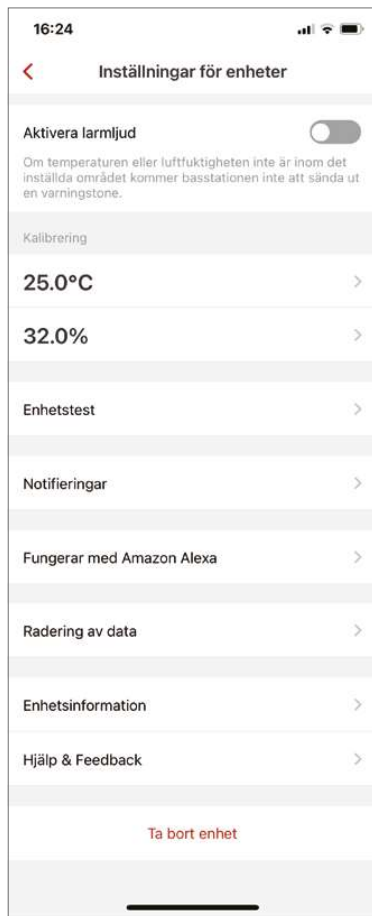 16:24
Inställningar för enheter
Aktivera larmljud
Om temperaturen eller luftfuktigheten inte är inom det
inställda området kommer basstationen inte att sända ut
en varningstone.
Kalibrering
25.0°C
32.0%
Enhetstest
Notifieringar
Fungerar med Amazon Alexa
Radering av data
Enhetsinformation
Hjälp & Feedback
Ta bort enhet